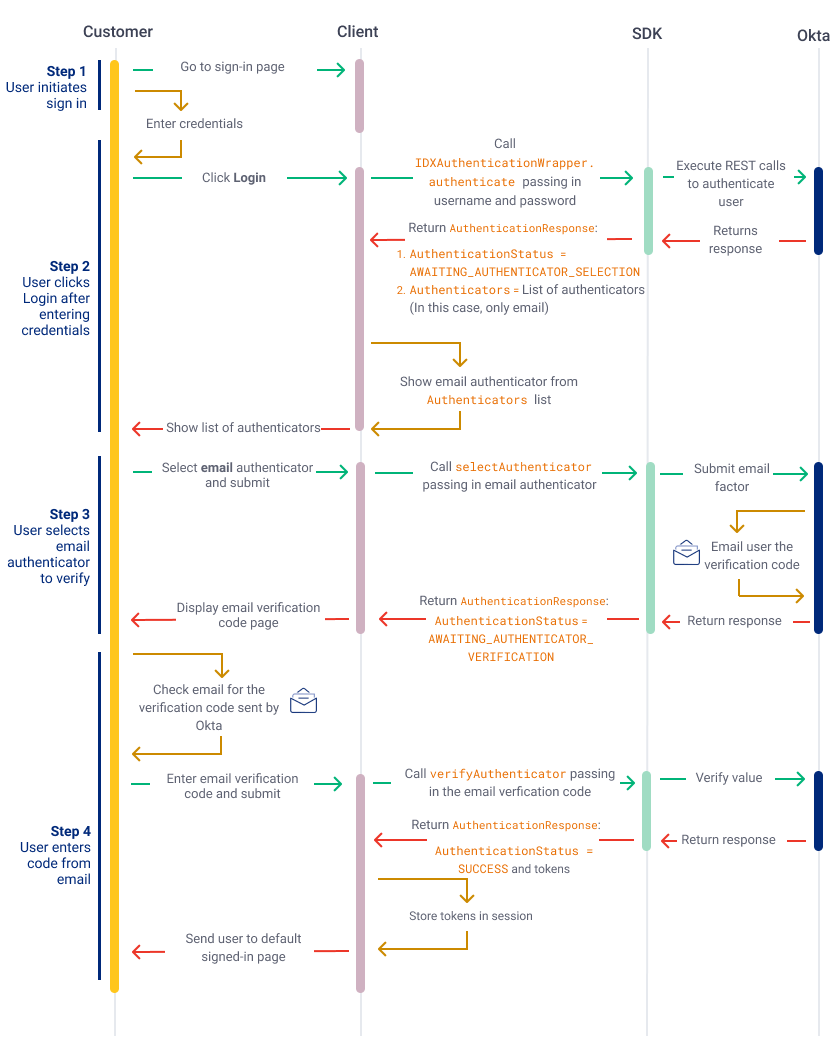 Customer
Client
SDK
Okta
Step 1
User initiates
sign in
Go to sign-in page
Enter credentials
Step 2
User clicks
Login after
entering
credentials
Click Login
Call
IDXAuthenticationWrapper.
authenticate passing in
username and password
Execute REST calls
to authenticate
user
Returns
response
Return AuthenticationResponse:
1. AuthenticationStatus =
AWAITING_AUTHENTICATOR_SELECTION
2. Authenticators = List of authenticators
(In this case, only email)
Show email authenticator from
Authenticators list
Show list of authenticators
Step 3
User selects
email
authenticator
to verify
Select email authenticator
and submit
Call selectAuthenticator
passing in email authenticator
Submit email
factor
Email user the
verification code
Return response
Return AuthenticationResponse:
AuthenticationStatus =
AWAITING_AUTHENTICATOR_
VERIFICATION
Display email verification
code page
Step 4
User enters
code from
email
Check email for the
verification code sent by
Okta
Enter email verification
code and submit
Call verifyAuthenticator passing
in the email verfication code
Verify value
Return response
Return AuthenticationResponse:
AuthenticationStatus =
SUCCESS and tokens
Store tokens in session
Send user to default
signed-in page